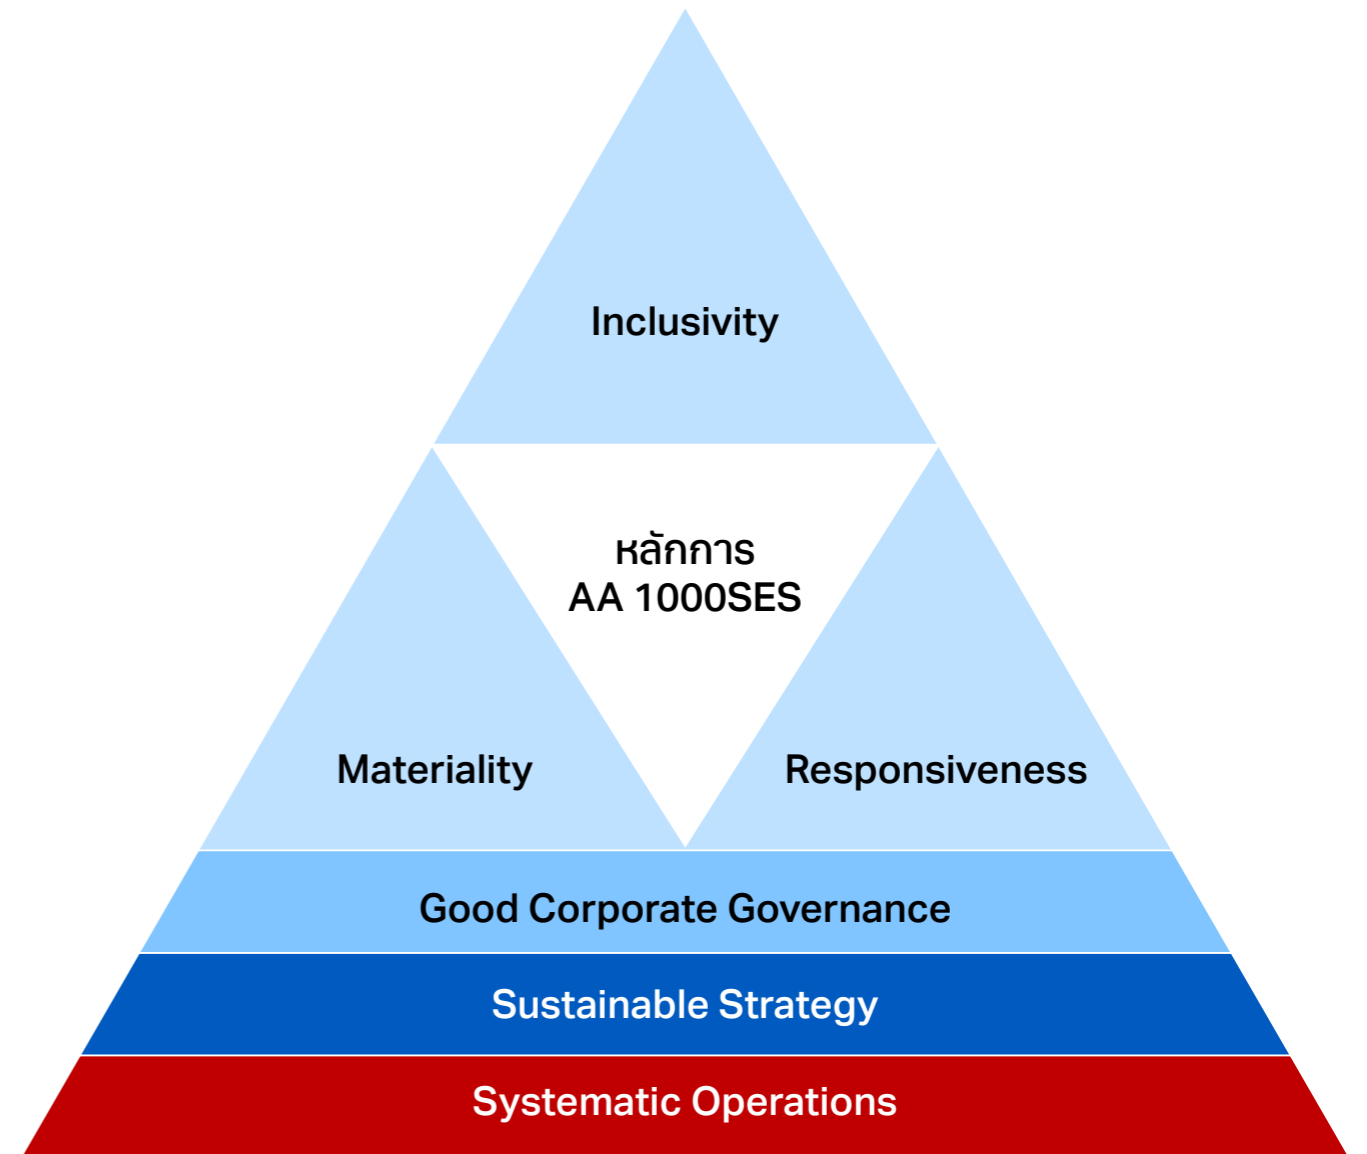 Inclusivity
หลักการ
AA 1000SES
Materiality
Responsiveness
Good Corporate Governance
Sustainable Strategy
Systematic Operations